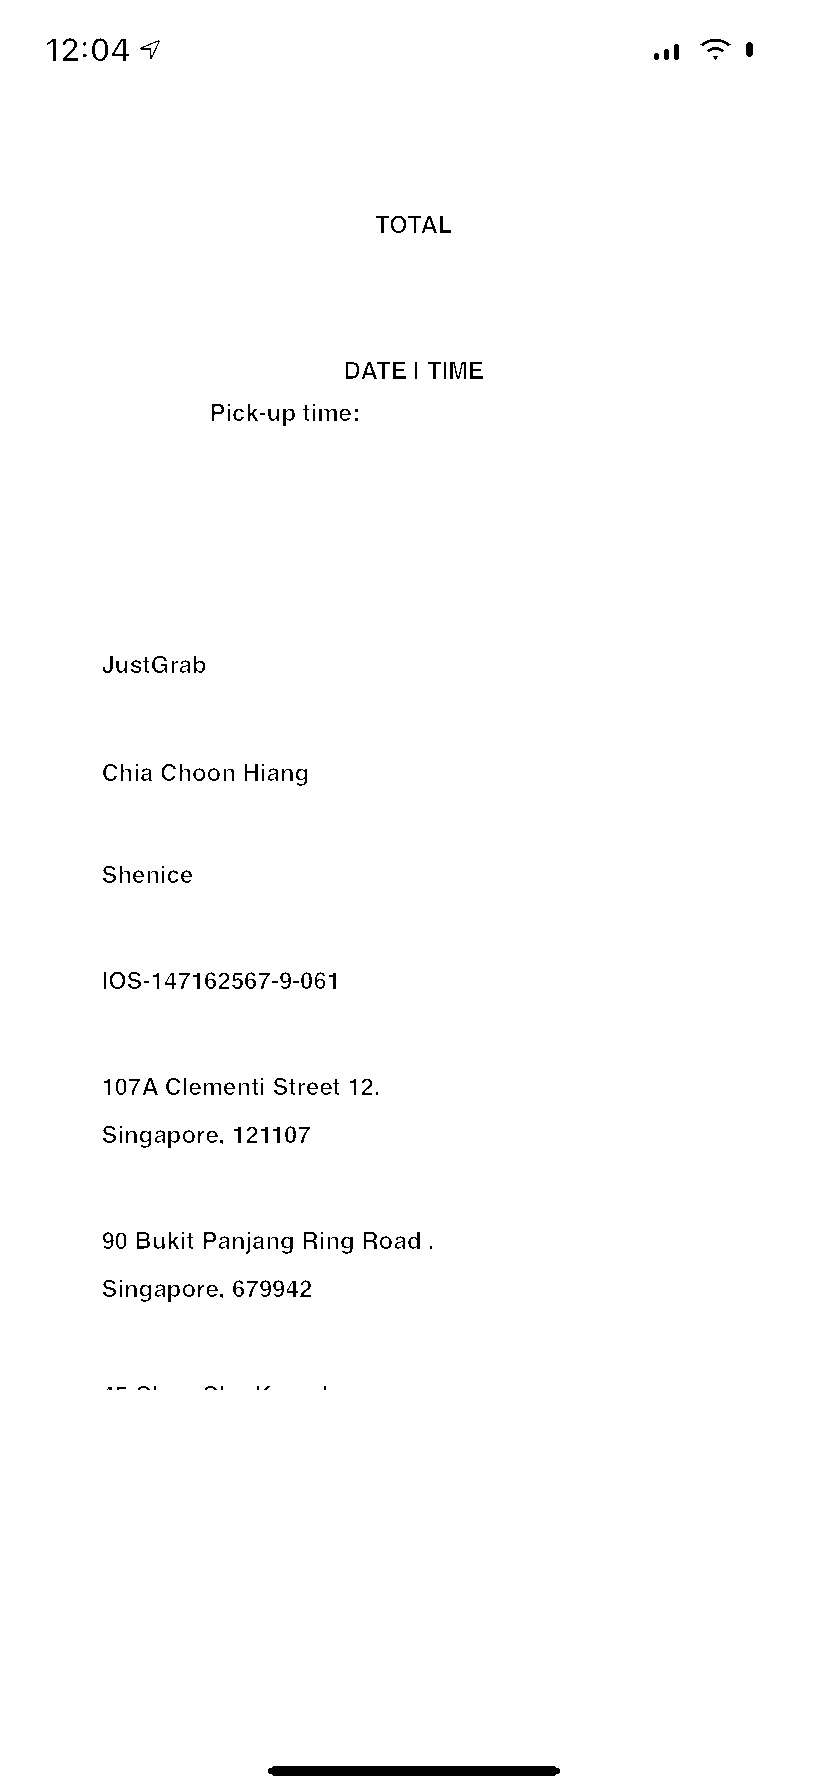 12:04
TOTAL
DATE | TIME
Pick-up time:
JustGrab
Chia Choon Hiang
Shenice
IOS-147162567-9-061
107A Clementi Street 12.
Singapore, 121107
90 Bukit Panjang Ring Road .
Singapore, 679942